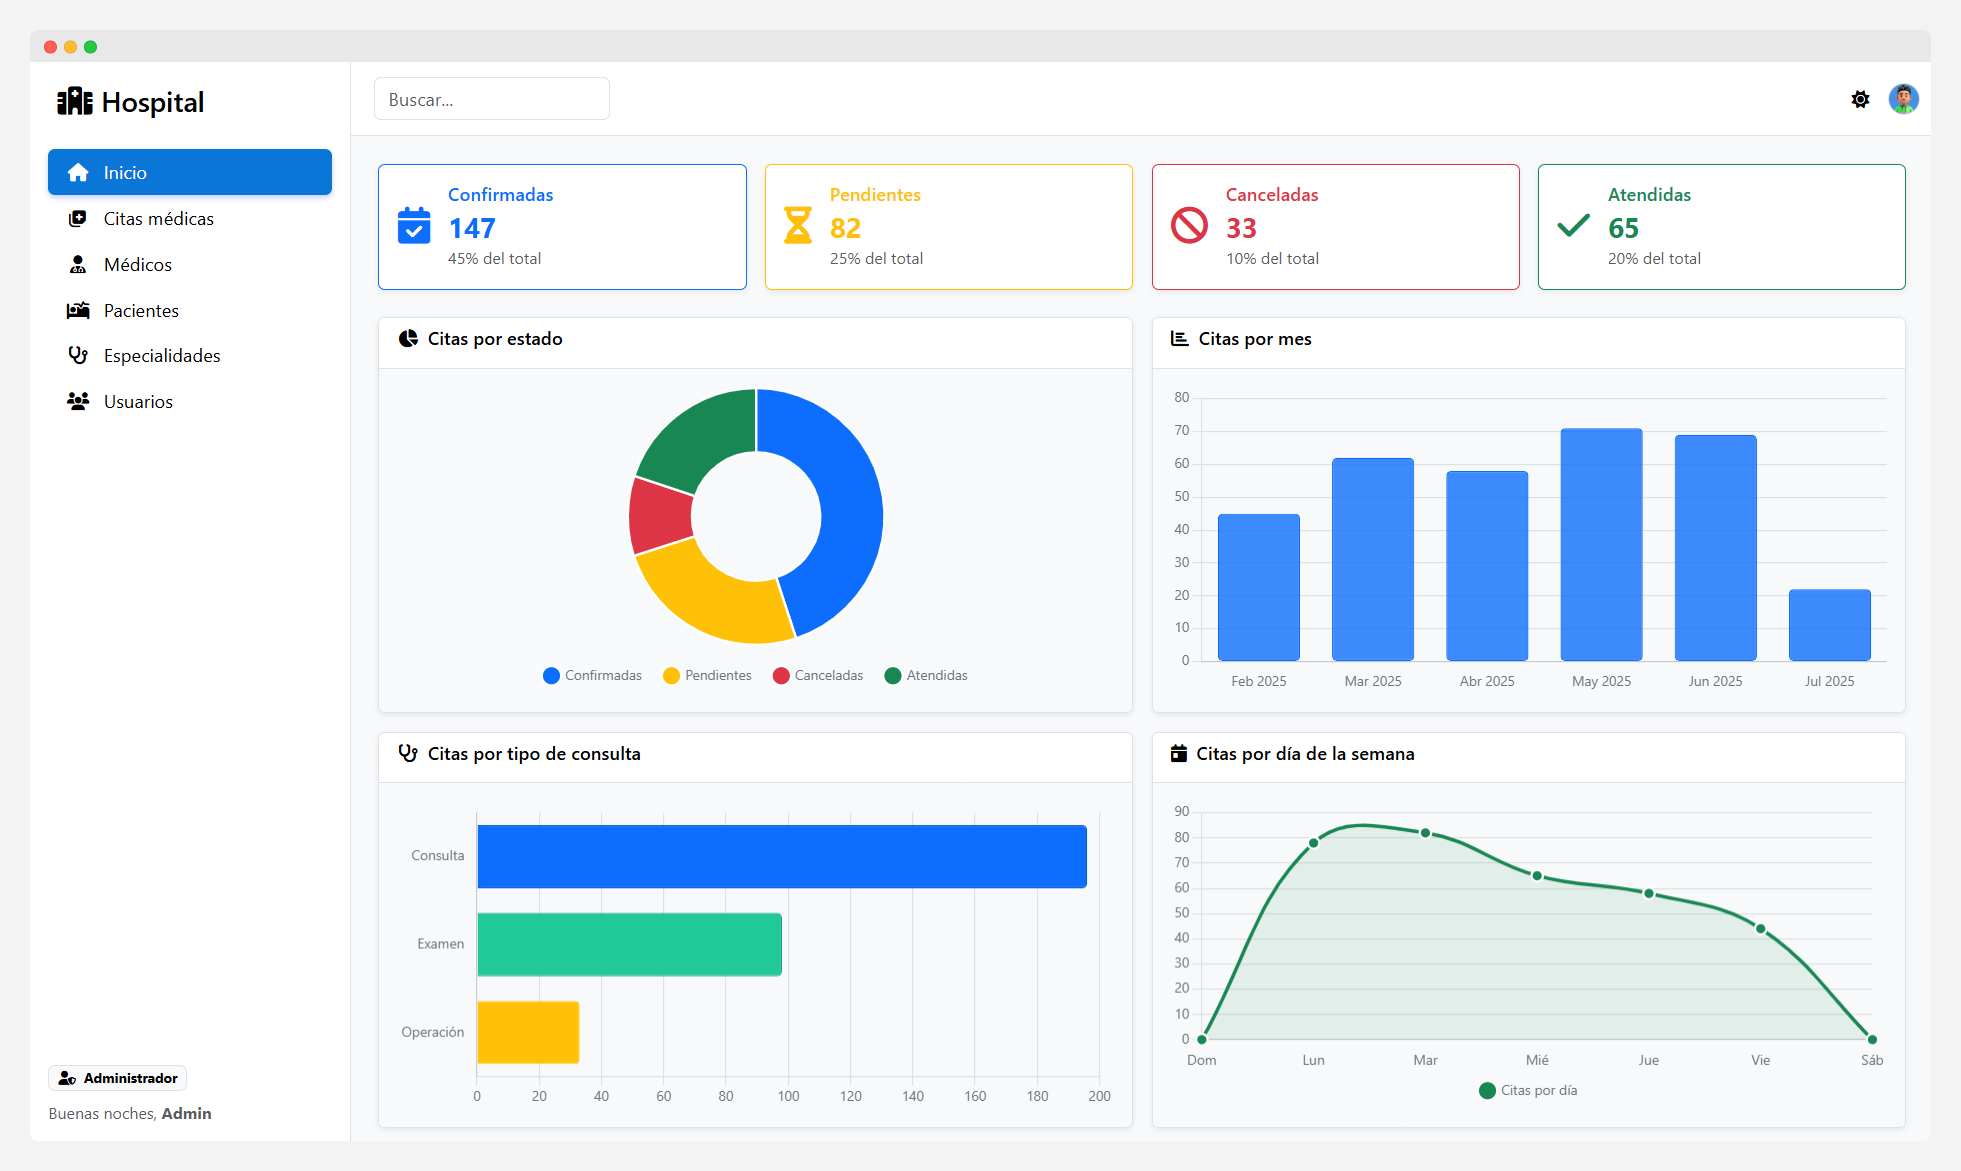 Hospital
Buscar...
Inicio
Citas médicas
Médicos
Pacientes
Especialidades
Usuarios
Administrador
Buenas noches, Admin
Confirmadas
147
45% del total
Pendientes
82
25% del total
Canceladas
33
10% del total
Atendidas
65
20% del total
Citas por estado
Confirmadas Pendientes Canceladas Atendidas
Citas por mes
80
70
60
50
40
30
20
10
0
Feb 2025 Mar 2025 Abr 2025 May 2025 Jun 2025 Jul 2025
Citas por tipo de consulta
Consulta
Examen
Operación
0 20 40 60 80 100 120 140 160 180 200
Citas por día de la semana
90
80
70
60
50
40
30
20
10
0
Dom Lun Mar Mié Jue Vie Sáb
Citas por día